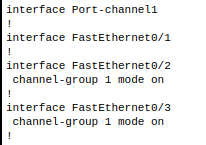 interface Port-channel1
!
interface FastEthernet0/1
!
interface FastEthernet0/2
 channel-group 1 mode on
!
interface FastEthernet0/3
 channel-group 1 mode on
!